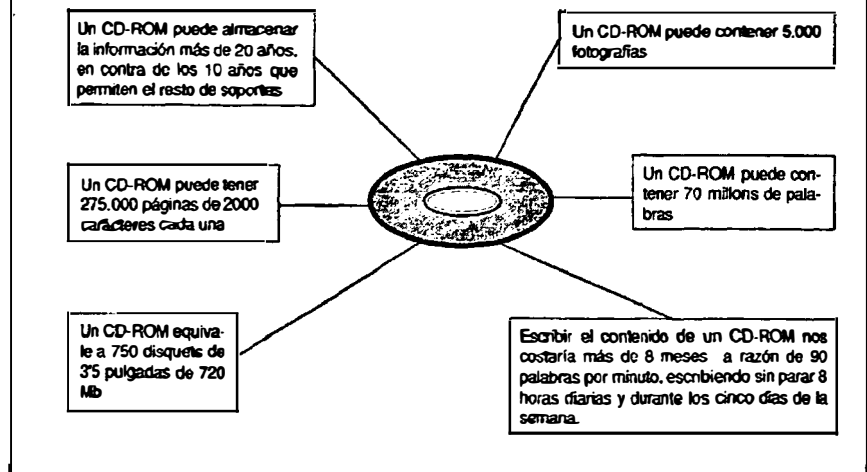 Un CD-ROM puede almacenar
la información más de 20 años,
en contra de los 10 años que
permiten el resto de soportes
Un CD-ROM puede contener 5.000
fotografías
Un CD-ROM puede tener
275.000 páginas de 2000
carácteres cada una
Un CD-ROM puede con-
tener 70 millons de pala-
bras
Un CD-ROM equiva-
le a 750 disquets de
3'5 pulgadas de 720
Mb
Escribir el contenido de un CD-ROM nos
costaría más de 8 meses a razón de 90
palabras por minuto, escribiendo sin parar 8
horas diarias y durante los cinco días de la
semana.